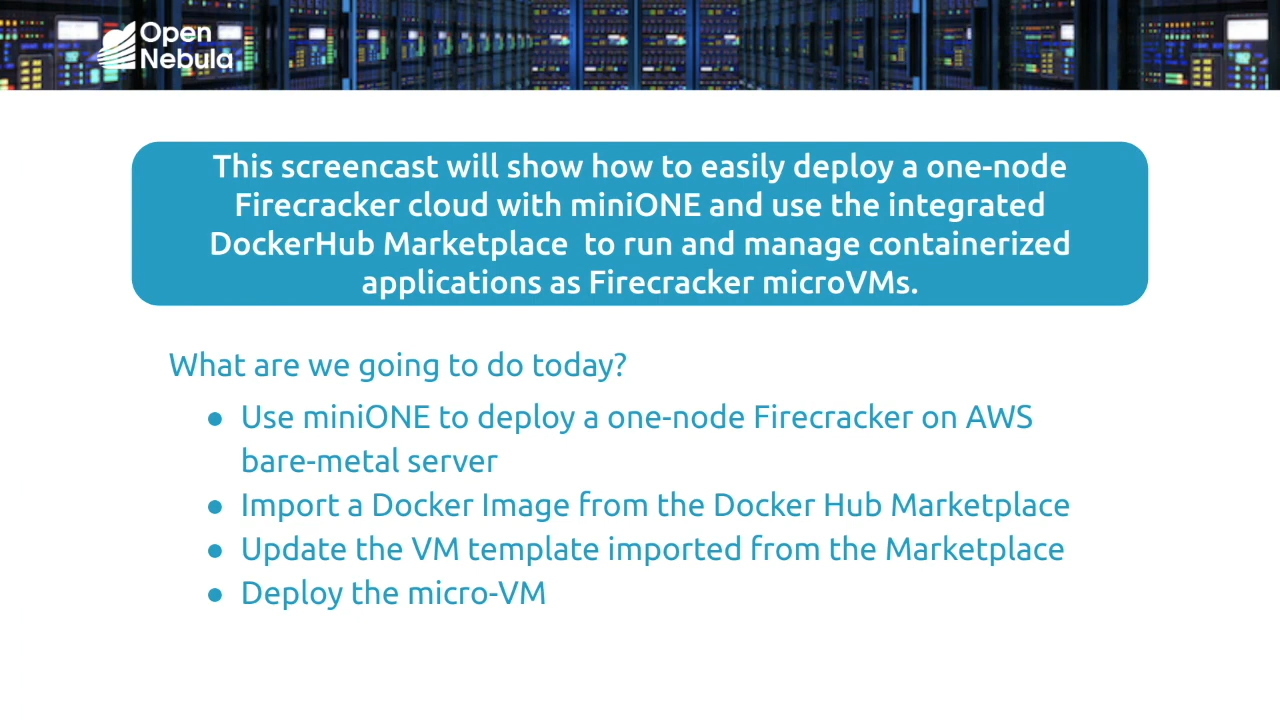 Open
Nebula
This screencast will show how to easily deploy a one-node
Firecracker cloud with miniONE and use the integrated
DockerHub Marketplace  to run and manage containerized
applications as Firecracker microVMs.
What are we going to do today?
● Use miniONE to deploy a one-node Firecracker on AWS
bare-metal server
● Import a Docker Image from the Docker Hub Marketplace
● Update the VM template imported from the Marketplace
● Deploy the micro-VM